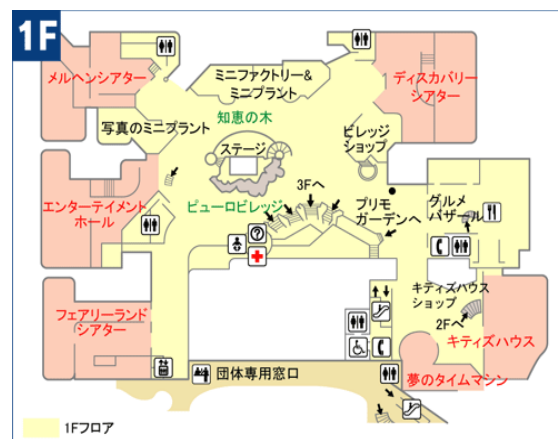 1F
メルヘンシアター
ミニファクトリー&
ミニプラント
ディスカバリー
シアター
写真のミニプラント
知恵の木
ステージ
ビレッジ
ショップ
3Fへ
エンターテイメント
ホール
ピューロビレッジ
プリモ
ガーデンへ
グルメ
バザール
?
フェアリーランド
シアター
キティズハウス
ショップ
2Fへ
キティズハウス
団体専用窓口
夢のタイムマシン
1Fフロア